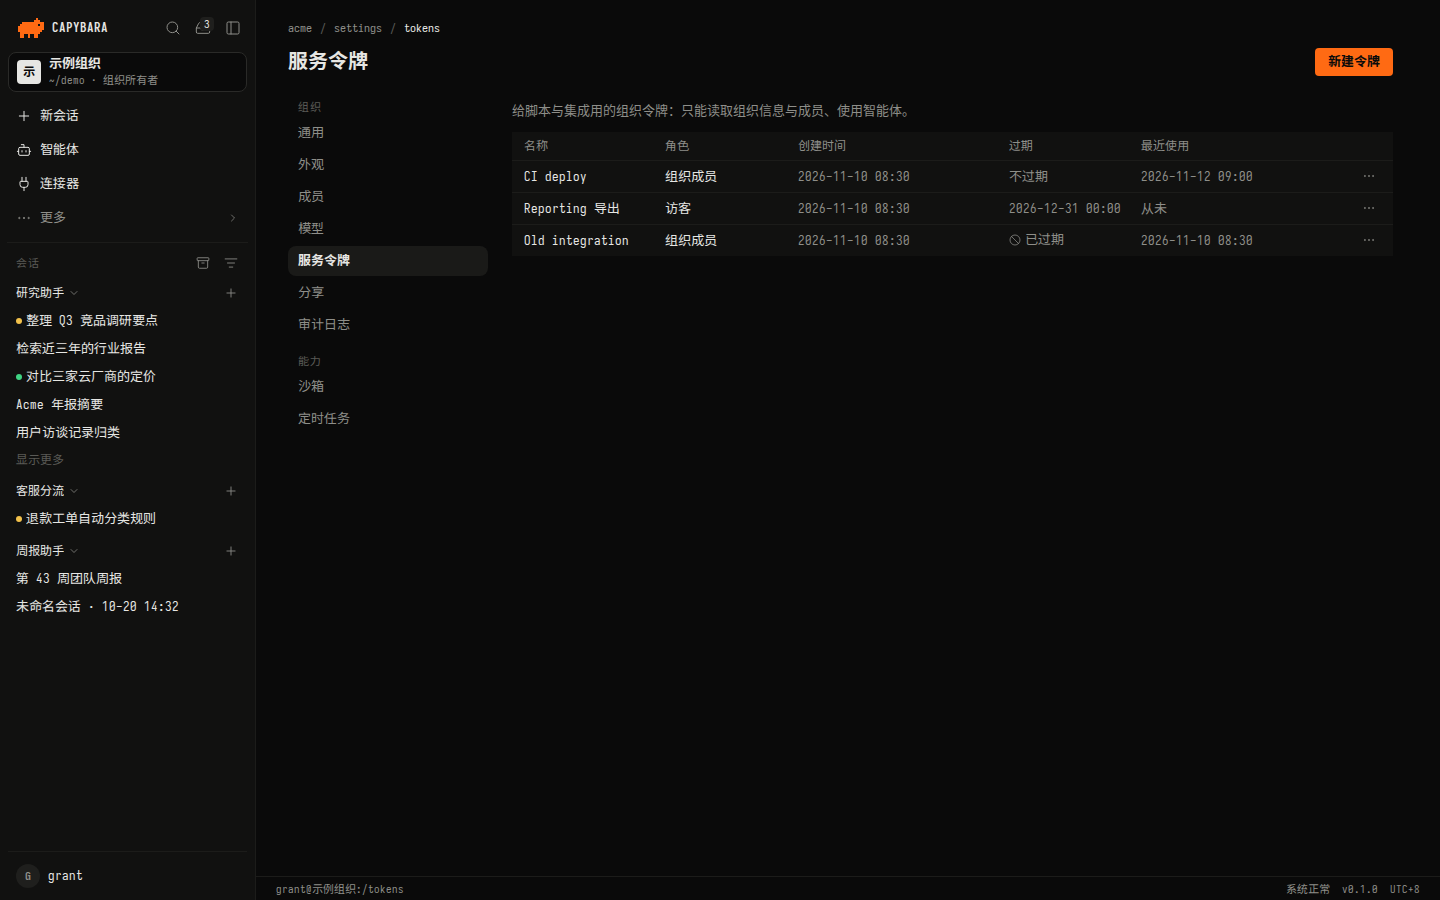 CAPYBARA
3
示
示例组织
~/demo · 组织所有者
新会话
智能体
连接器
更多
会话
研究助手
整理 Q3 竞品调研要点
检索近三年的行业报告
对比三家云厂商的定价
Acme 年报摘要
用户访谈记录归类
显示更多
客服分流
退款工单自动分类规则
周报助手
第 43 周团队周报
未命名会话 · 10-20 14:32
G
grant
acme / settings / tokens
服务令牌
新建令牌
组织
通用
外观
成员
模型
服务令牌
分享
审计日志
能力
沙箱
定时任务
给脚本与集成用的组织令牌：只能读取组织信息与成员、使用智能体。
名称 角色 创建时间 过期 最近使用
CI deploy 组织成员 2026-11-10 08:30 不过期 2026-11-12 09:00
Reporting 导出 访客 2026-11-10 08:30 2026-12-31 00:00 从未
Old integration 组织成员 2026-11-10 08:30 已过期 2026-11-10 08:30
grant@示例组织:/tokens
系统正常 v0.1.0 UTC+8